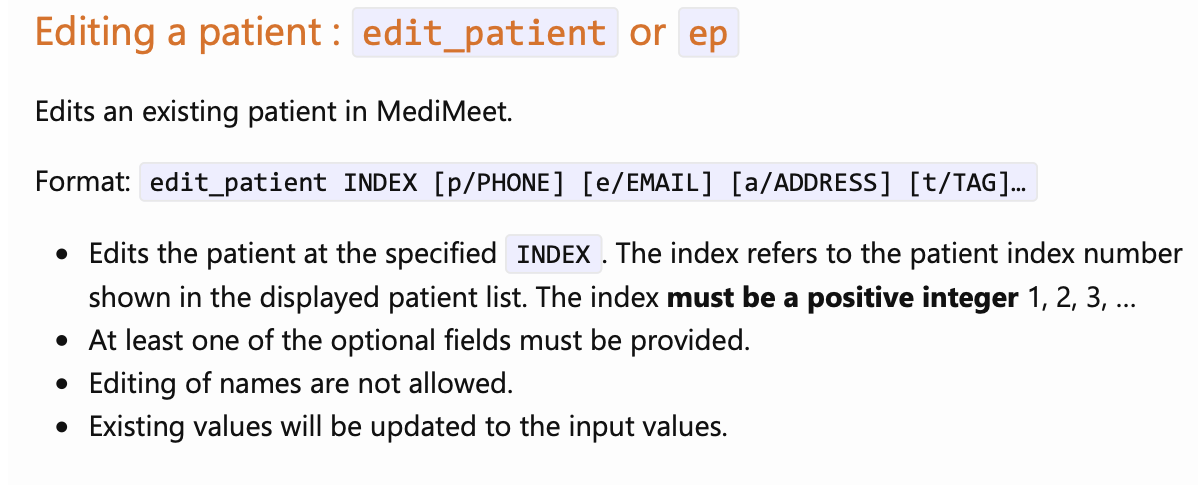 Editing a patient : edit_patient or ep
Edits an existing patient in MediMeet.
Format: edit_patient INDEX [p/PHONE] [e/EMAIL] [a/ADDRESS] [t/TAG]…
• Edits the patient at the specified INDEX. The index refers to the patient index number
shown in the displayed patient list. The index must be a positive integer 1, 2, 3, …
• At least one of the optional fields must be provided.
• Editing of names are not allowed.
• Existing values will be updated to the input values.